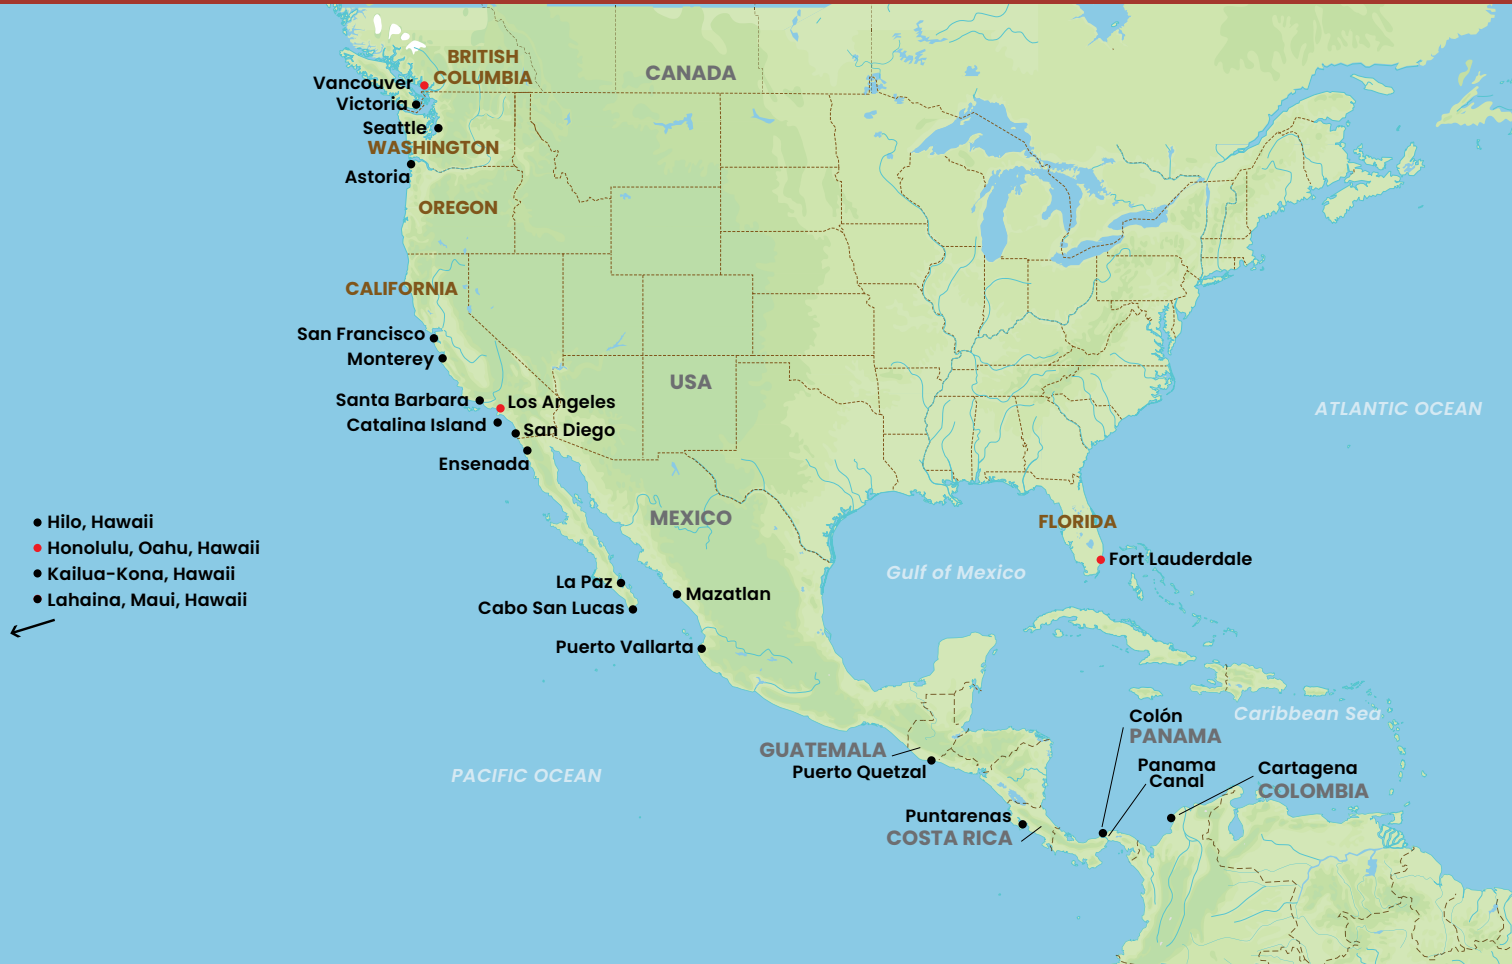 BRITISH
COLUMBIA
CANADA
Vancouver
Victoria
Seattle
WASHINGTON
Astoria
OREGON
CALIFORNIA
San Francisco
Monterey
USA
Santa Barbara
Los Angeles
Catalina Island
San Diego
Ensenada
ATLANTIC OCEAN
Hilo, Hawaii
Honolulu, Oahu, Hawaii
Kailua-Kona, Hawaii
Lahaina, Maui, Hawaii
MEXICO
FLORIDA
Fort Lauderdale
Gulf of Mexico
La Paz
Mazatlan
Cabo San Lucas
Puerto Vallarta
Caribbean Sea
Colón
PANAMA
GUATEMALA
Puerto Quetzal
Panama
Canal
Cartagena
COLOMBIA
PACIFIC OCEAN
Puntarenas
COSTA RICA